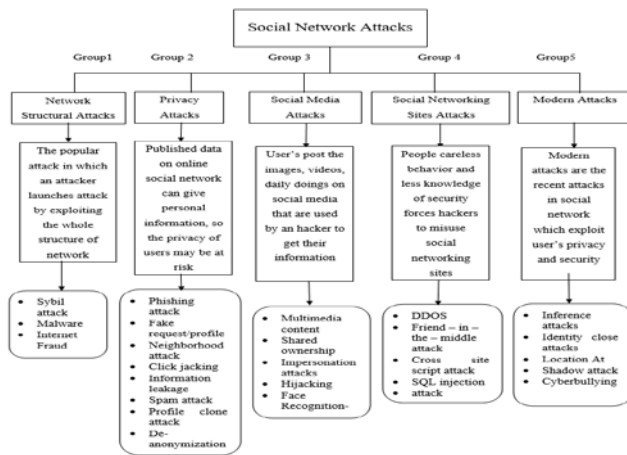 Social Network Attacks
Group1
Group 2
Group 3
Group 4
Group5
Network
Structural Attacks
Privacy
Attacks
Social Media
Attacks
Social Networking
Sites Attacks
Modern Attacks
The popular
attack in which
an attacker
launches attack
by exploiting
the whole
structure of
network
Published data
on online
social network
can give
personal
information, so
the privacy of
users may be at
risk
User's post the
images, videos,
daily doings on
social media
that are used
by an hacker to
get their
information
People careless
behavior and
less knowledge
of security
forces hackers
to misuse
social
networking
sites
Modern
attacks are the
recent attacks
in social
network
which exploit
user's privacy
and security
• Sybil
attack
• Malware
• Internet
Fraud
• Phishing
attack
• Fake
request/profile
• Neighborhood
attack
• Click jacking
• Information
leakage
• Spam attack
• Profile clone
attack
• De-
anonymization
• Multimedia
content
• Shared
ownership
• Impersonation
attacks
• Hijacking
• Face
Recognition-
• DDOS
• Friend – in –
the – middle
attack
• Cross site
script attack
• SQL injection
• attack
• Inference
attacks
• Identity close
attacks
• Location At
• Shadow attack
• Cyberbullying